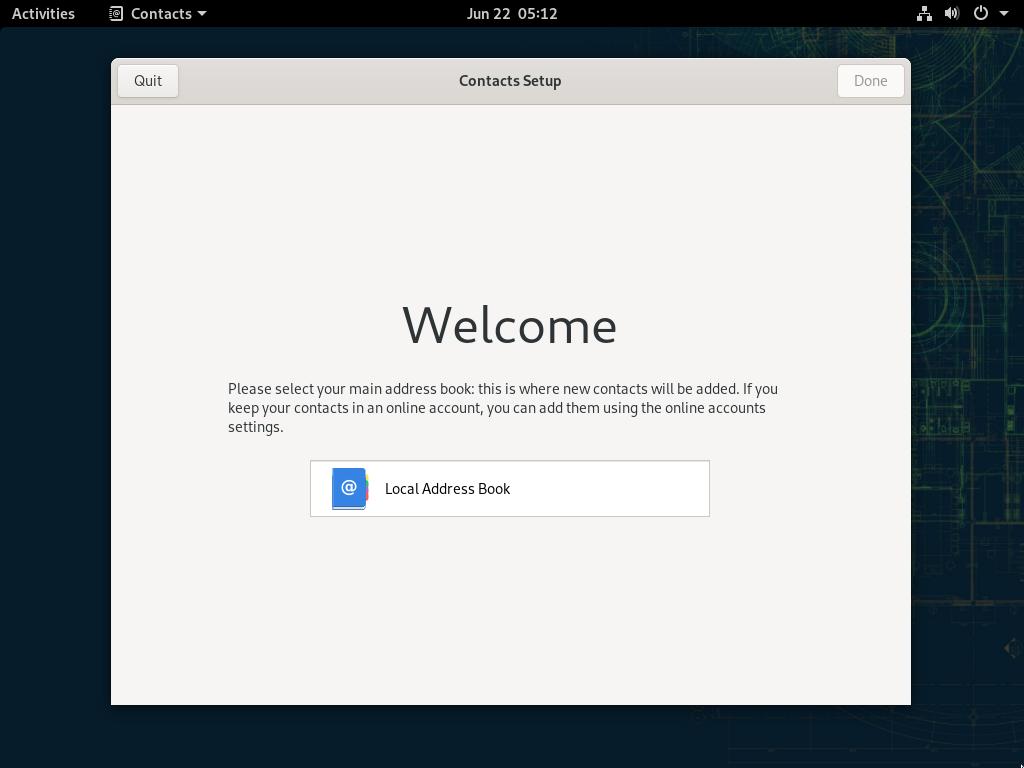 Activities
Contacts
Jun 22 05:12
Quit
Contacts Setup
Done
Welcome
Please select your main address book: this is where new contacts will be added. If you
keep your contacts in an online account, you can add them using the online accounts
settings.
@
Local Address Book